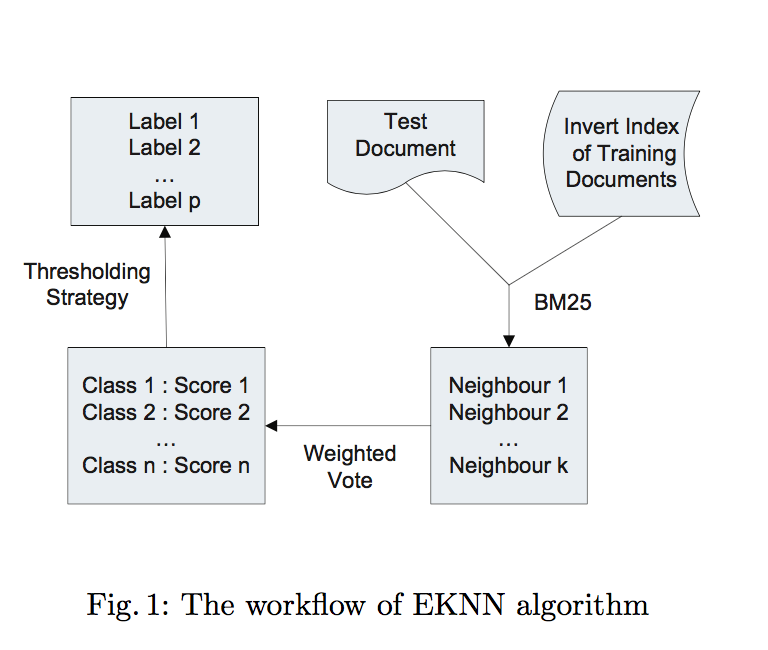 Label 1
Label 2
...
Label p
Test
Document
Invert Index
of Training
Documents
Thresholding
Strategy
BM25
Class 1 : Score 1
Class 2 : Score 2
...
Class n : Score n
Weighted
Vote
Neighbour 1
Neighbour 2
...
Neighbour k
Fig. 1: The workflow of EKNN algorithm